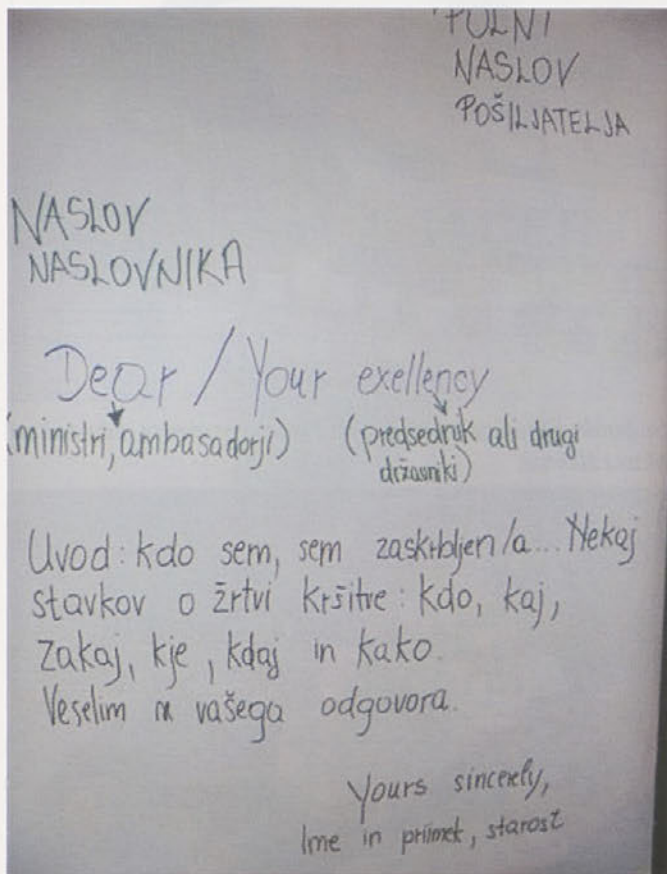 POLNI
NASLOV
POŠILJATELJA
NASLOV
NASLOVNIKA
Dear / Your exellency
(ministri, ambasadorji) (predsednik ali drugi
državniki)
Uvod: kdo sem, sem zaskrbljen/a... Nekaj
stavkov o žrtvi kršitve: kdo, kaj,
zakaj, kje, kdaj in kako.
Veselim se vašega odgovora.
Yours sincerely,
Ime in priimek, starost